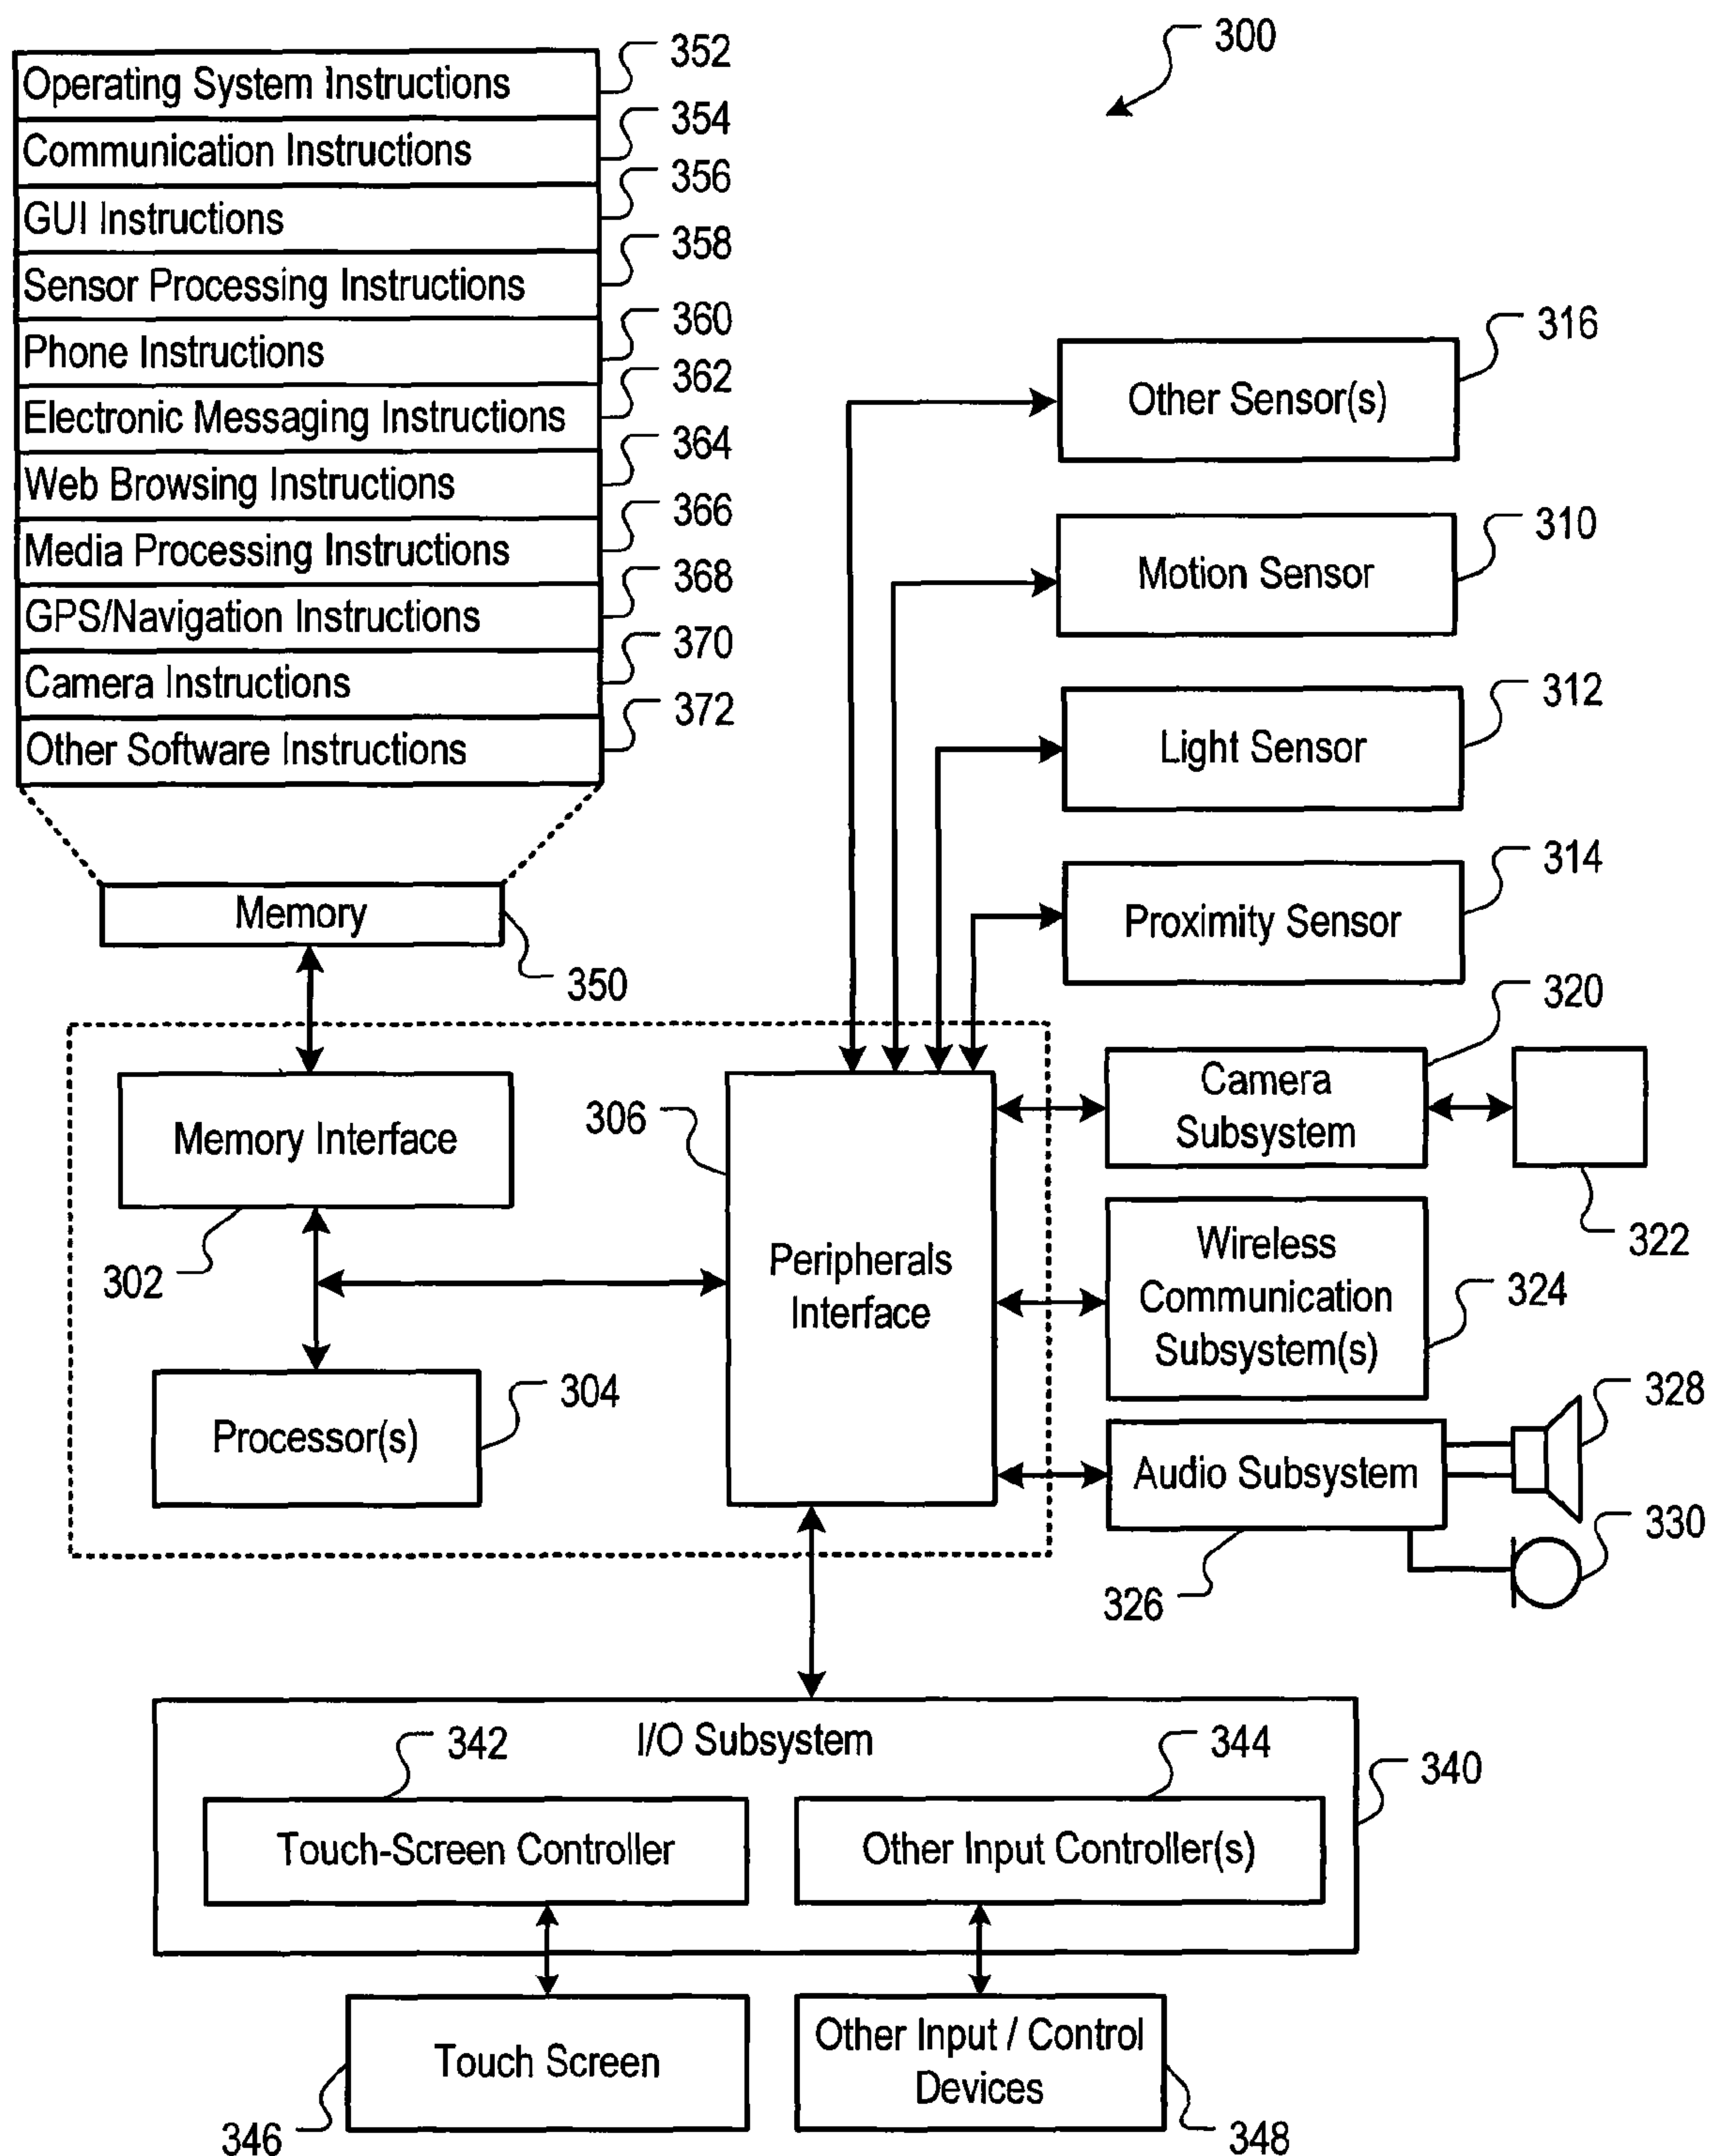 300
352
Operating System Instructions
354
Communication Instructions
356
GUI Instructions
358
Sensor Processing Instructions
360
Phone Instructions
362
Electronic Messaging Instructions
364
Web Browsing Instructions
366
Media Processing Instructions
368
GPS/Navigation Instructions
370
Camera Instructions
372
Other Software Instructions
316
Other Sensor(s)
310
Motion Sensor
312
Light Sensor
314
Proximity Sensor
Memory
350
320
Camera
Subsystem
322
306
Memory Interface
302
Peripherals
Interface
Wireless
Communication
Subsystem(s)
324
304
Processor(s)
328
Audio Subsystem
330
326
I/O Subsystem
342
344
340
Touch-Screen Controller
Other Input Controller(s)
Touch Screen
346
Other Input / Control
Devices
348